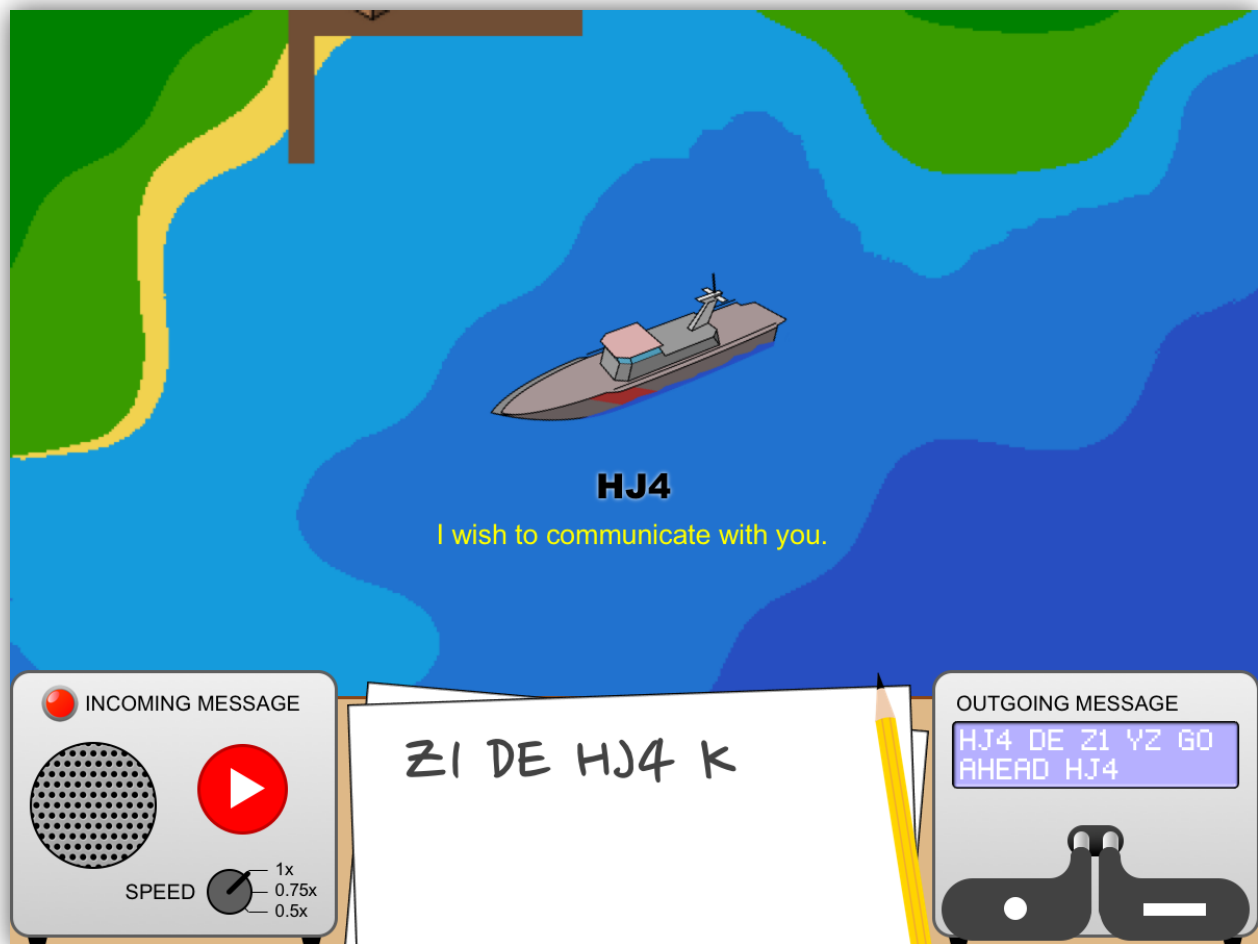 HJ4
I wish to communicate with you.
INCOMING MESSAGE
SPEED
1x
0.75x
0.5x
Z1 DE HJ4 K
OUTGOING MESSAGE
HJ4 DE Z1 YZ GO
AHEAD HJ4